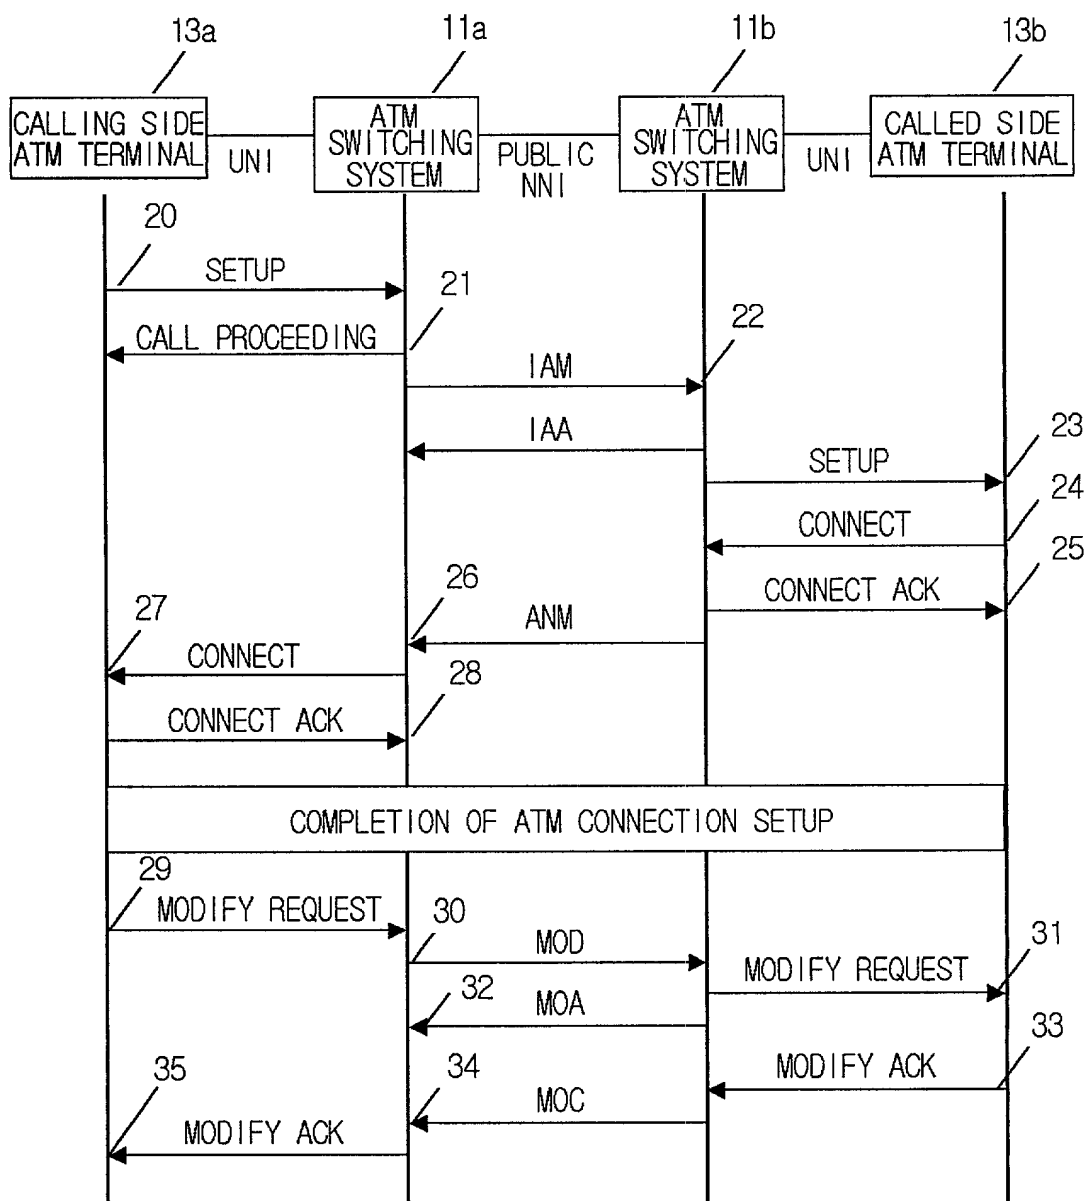 13a
11a
11b
13b
CALLING SIDE
ATM TERMINAL
UNI
ATM
SWITCHING
SYSTEM
PUBLIC
NNI
ATM
SWITCHING
SYSTEM
UNI
CALLED SIDE
ATM TERMINAL
20
SETUP
21
CALL PROCEEDING
22
IAM
IAA
23
SETUP
24
CONNECT
25
CONNECT ACK
26
ANM
27
CONNECT
28
CONNECT ACK
COMPLETION OF ATM CONNECTION SETUP
29
MODIFY REQUEST
30
MOD
31
MODIFY REQUEST
32
MOA
33
MODIFY ACK
34
MOC
35
MODIFY ACK